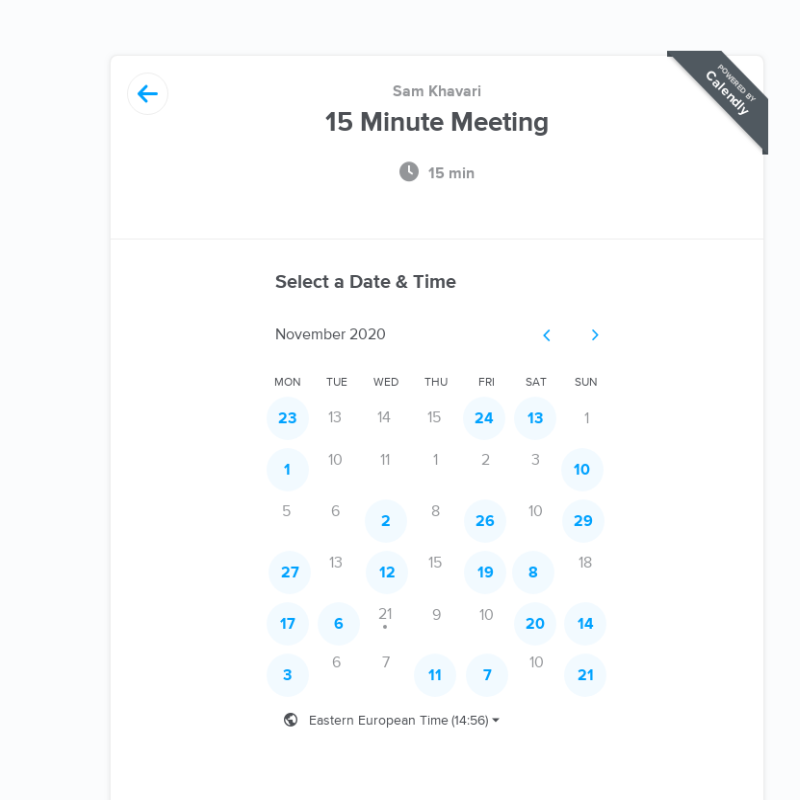 POWERED BY
Calendly
Sam Khavari
15 Minute Meeting
15 min
Select a Date & Time
November 2020
MON TUE WED THU FRI SAT SUN
23 13 14 15 24 13 1
1 10 11 1 2 3 10
5 6 2 8 26 10 29
27 13 12 15 19 8 18
17 6 21 9 10 20 14
3 6 7 11 7 10 21
Eastern European Time (14:56)